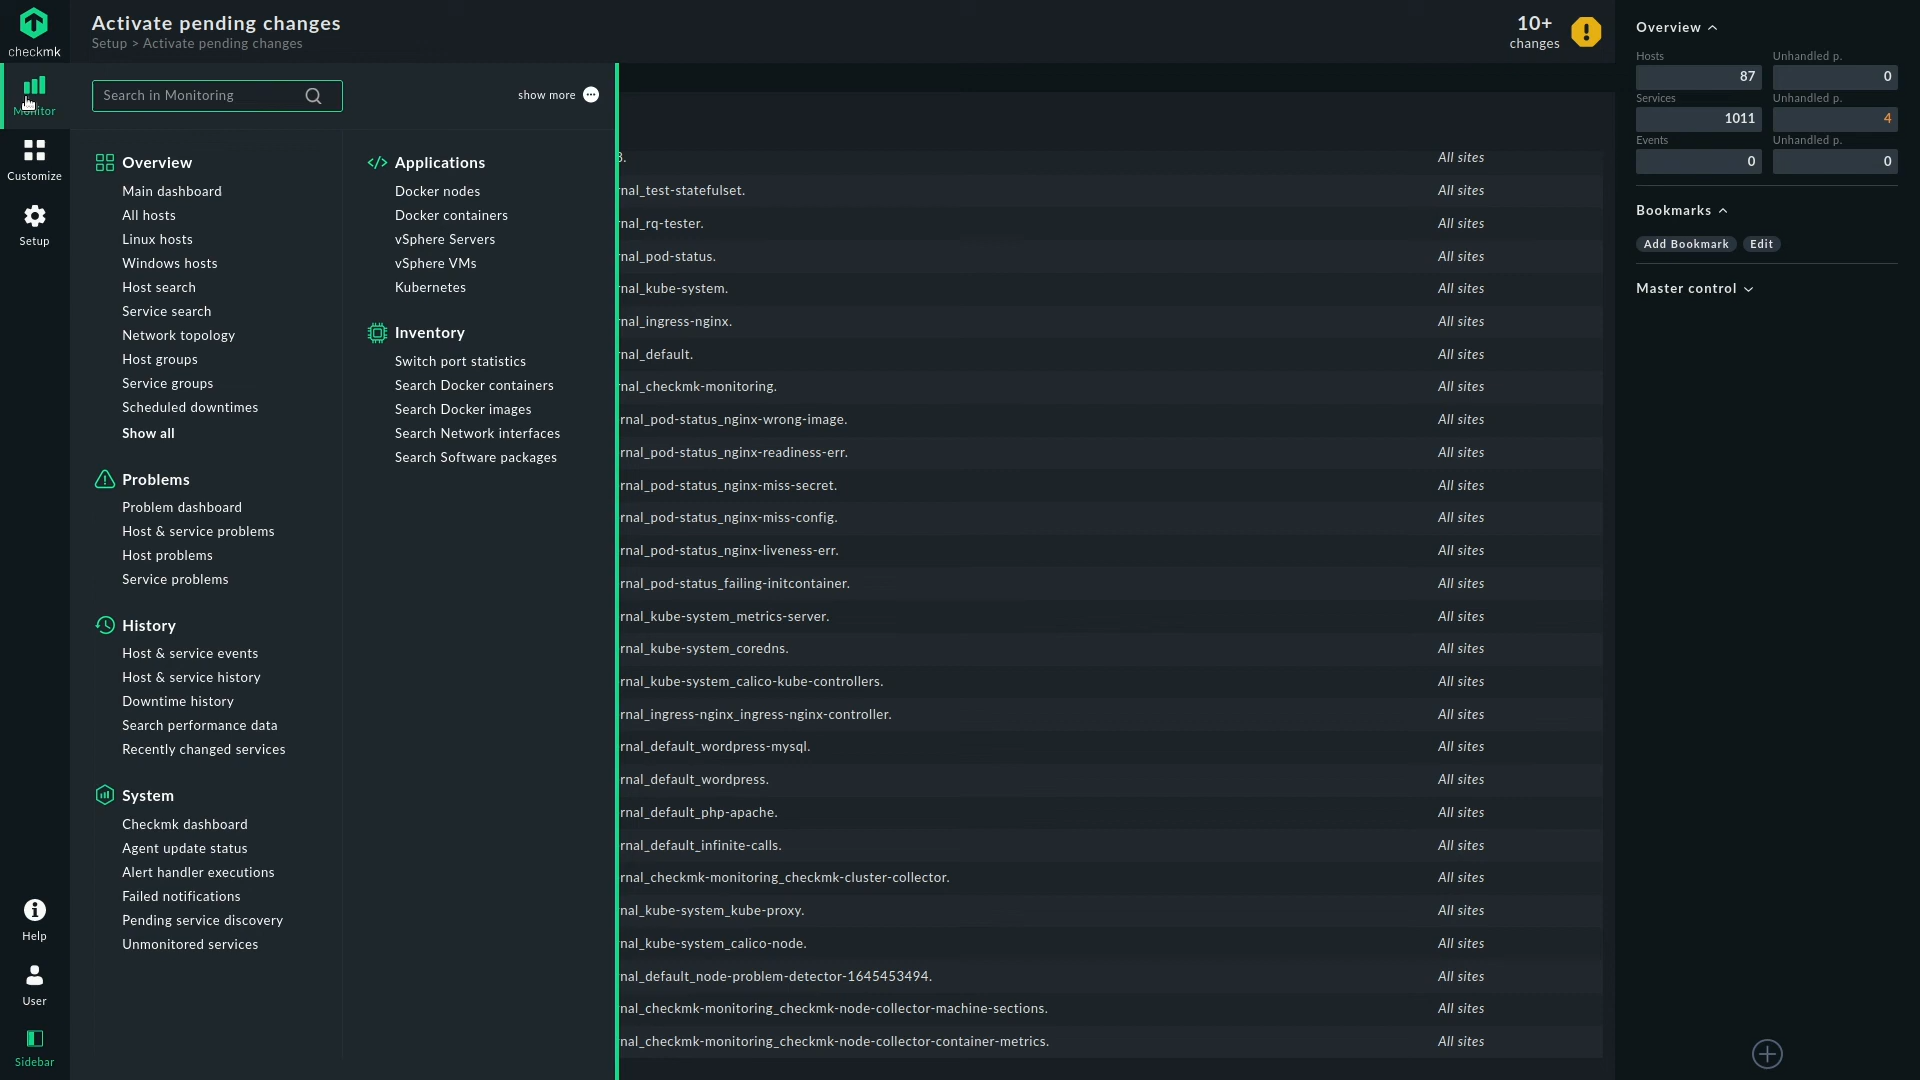 Activate pending changes
Setup > Activate pending changes
10+
changes
checkmk
Monitor
Customize
Setup
Help
User
Sidebar
Search in Monitoring
show more
Overview
Main dashboard
All hosts
Linux hosts
Windows hosts
Host search
Service search
Network topology
Host groups
Service groups
Scheduled downtimes
Show all
Problems
Problem dashboard
Host & service problems
Host problems
Service problems
History
Host & service events
Host & service history
Downtime history
Search performance data
Recently changed services
System
Checkmk dashboard
Agent update status
Alert handler executions
Failed notifications
Pending service discovery
Unmonitored services
Applications
Docker nodes
Docker containers
vSphere Servers
vSphere VMs
Kubernetes
Inventory
Switch port statistics
Search Docker containers
Search Docker images
Search Network interfaces
Search Software packages
3. All sites
rnal_test-statefulset. All sites
rnal_rq-tester. All sites
rnal_pod-status. All sites
rnal_kube-system. All sites
rnal_ingress-nginx. All sites
rnal_default. All sites
rnal_checkmk-monitoring. All sites
rnal_pod-status_nginx-wrong-image. All sites
rnal_pod-status_nginx-readiness-err. All sites
rnal_pod-status_nginx-miss-secret. All sites
rnal_pod-status_nginx-miss-config. All sites
rnal_pod-status_nginx-liveness-err. All sites
rnal_pod-status_failing-initcontainer. All sites
rnal_kube-system_metrics-server. All sites
rnal_kube-system_coredns. All sites
rnal_kube-system_calico-kube-controllers. All sites
rnal_ingress-nginx_ingress-nginx-controller. All sites
rnal_default_wordpress-mysql. All sites
rnal_default_wordpress. All sites
rnal_default_php-apache. All sites
rnal_default_infinite-calls. All sites
rnal_checkmk-monitoring_checkmk-cluster-collector. All sites
rnal_kube-system_kube-proxy. All sites
rnal_kube-system_calico-node. All sites
rnal_default_node-problem-detector-1645453494. All sites
rnal_checkmk-monitoring_checkmk-node-collector-machine-sections. All sites
rnal_checkmk-monitoring_checkmk-node-collector-container-metrics. All sites
Overview
Hosts Unhandled p.
87 0
Services Unhandled p.
1011 4
Events Unhandled p.
0 0
Bookmarks
Add Bookmark Edit
Master control